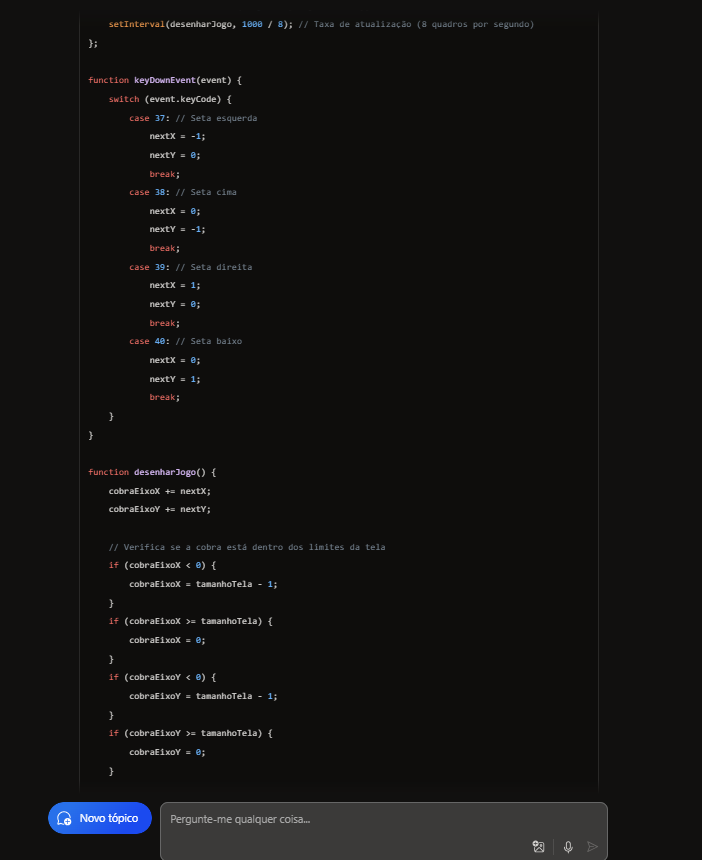 setInterval(desenharJogo, 1000 / 8); // Taxa de atualização (8 quadros por segundo)
};
function keyDownEvent(event) {
switch (event.keyCode) {
case 37: // Seta esquerda
nextX = -1;
nextY = 0;
break;
case 38: // Seta cima
nextX = 0;
nextY = -1;
break;
case 39: // Seta direita
nextX = 1;
nextY = 0;
break;
case 40: // Seta baixo
nextX = 0;
nextY = 1;
break;
}
}
function desenharJogo() {
cobraEixoX += nextX;
cobraEixoY += nextY;
// Verifica se a cobra está dentro dos limites da tela
if (cobraEixoX < 0) {
cobraEixoX = tamanhoTela - 1;
}
if (cobraEixoX >= tamanhoTela) {
cobraEixoX = 0;
}
if (cobraEixoY < 0) {
cobraEixoY = tamanhoTela - 1;
}
if (cobraEixoY >= tamanhoTela) {
cobraEixoY = 0;
}
Novo tópico
Pergunte-me qualquer coisa...